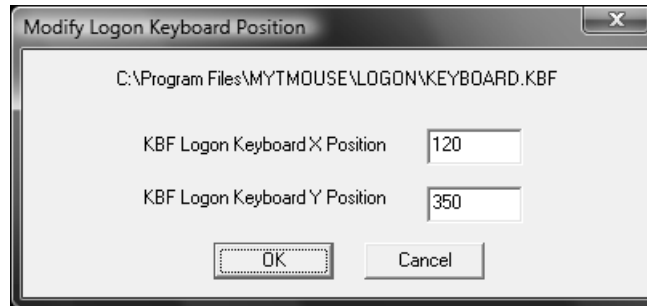 Modify Logon Keyboard Position
C:\Program Files\MYTMOUSE\LOGON\KEYBOARD.KBF
KBF Logon Keyboard X Position 120
KBF Logon Keyboard Y Position 350
OK Cancel